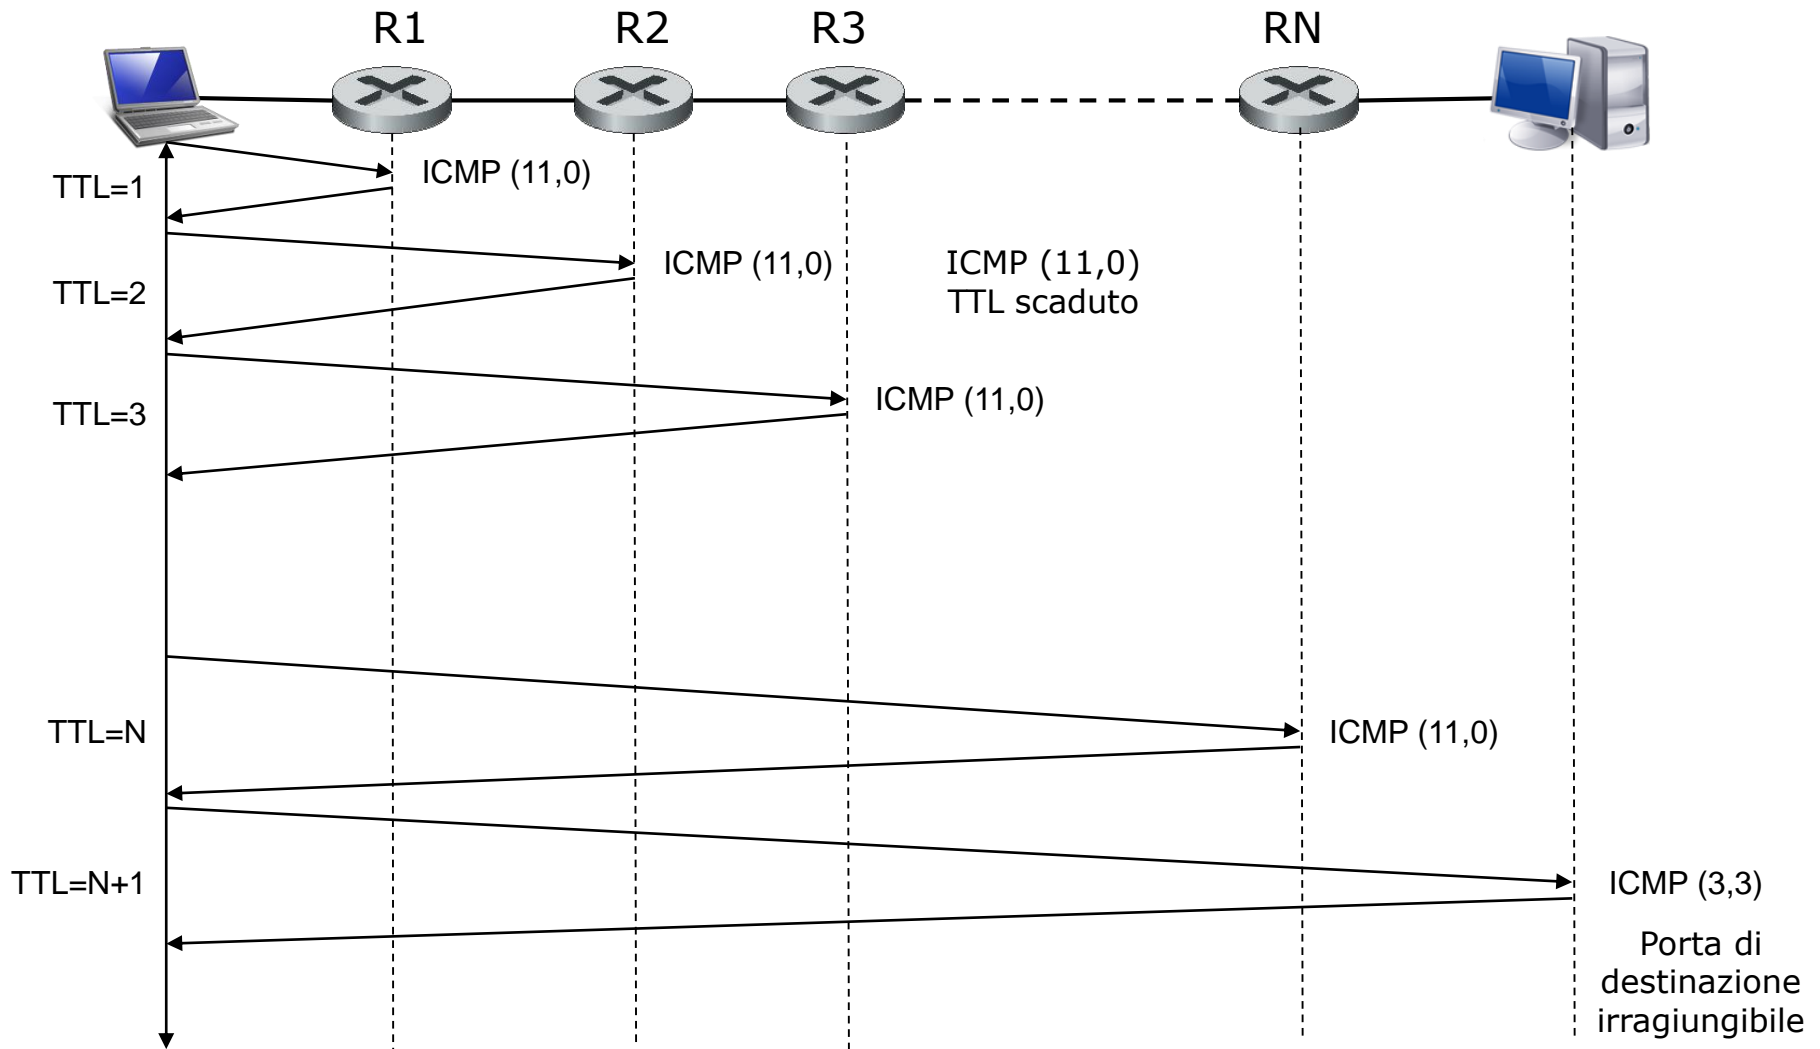 R1
R2
R3
RN
TTL=1
ICMP (11,0)
TTL=2
ICMP (11,0)
ICMP (11,0)
TTL scaduto
TTL=3
ICMP (11,0)
TTL=N
ICMP (11,0)
TTL=N+1
ICMP (3,3)
Porta di
destinazione
irragiungibile